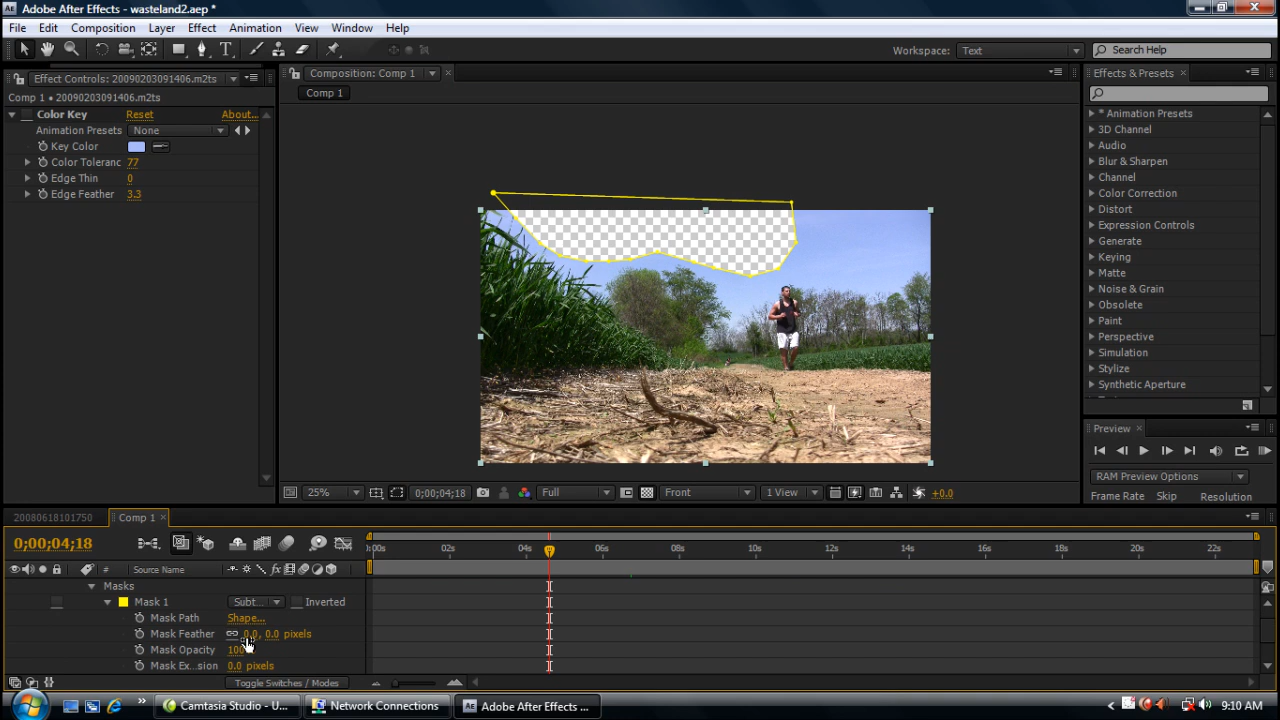 Adobe After Effects - wasteland2.aep *
File Edit Composition Layer Effect Animation View Window Help
Workspace: Text Search Help
Effect Controls: 20090203091406.m2ts
Comp 1 • 20090203091406.m2ts
Color Key Reset About...
Animation Presets None
Key Color
Color Toleranc 77
Edge Thin 0
Edge Feather 3.3
Composition: Comp 1
Comp 1
25% 0;00;04;18 Full Front 1 View +0.0
Effects & Presets
* Animation Presets
3D Channel
Audio
Blur & Sharpen
Channel
Color Correction
Distort
Expression Controls
Generate
Keying
Matte
Noise & Grain
Obsolete
Paint
Perspective
Simulation
Stylize
Synthetic Aperture
Preview
RAM Preview Options
Frame Rate Skip Resolution
20080618101750 Comp 1
0;00;04;18
:00s 02s 04s 06s 08s 10s 12s 14s 16s 18s 20s 22s
# Source Name
Masks
Mask 1 Subt... Inverted
Mask Path Shape...
Mask Feather 0.0, 0.0 pixels
Mask Opacity 100
Mask Ex...sion 0.0 pixels
Toggle Switches / Modes
Camtasia Studio - U... Network Connections Adobe After Effects ... 9:10 AM